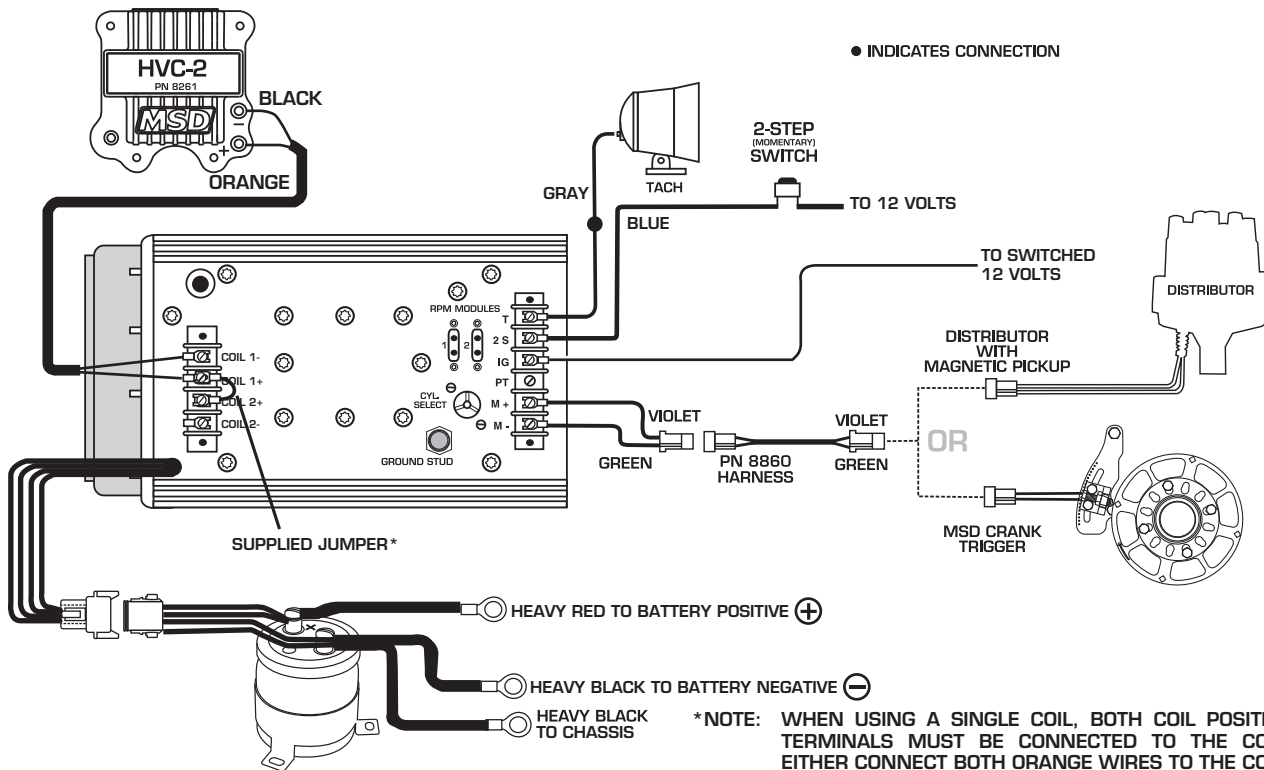 HVC-2
PN 8261
MSD
BLACK
−
+
ORANGE
● INDICATES CONNECTION
2-STEP
(MOMENTARY)
SWITCH
TACH
GRAY
BLUE
TO 12 VOLTS
TO SWITCHED
12 VOLTS
DISTRIBUTOR
DISTRIBUTOR
WITH
MAGNETIC PICKUP
RPM MODULES
1
2
T
2 S
IG
PT
M +
M -
COIL 1-
COIL 1+
COIL 2+
COIL 2-
CYL.
SELECT
GROUND STUD
VIOLET
GREEN
PN 8860
HARNESS
VIOLET
GREEN
OR
MSD CRANK
TRIGGER
SUPPLIED JUMPER*
+
HEAVY RED TO BATTERY POSITIVE +
HEAVY BLACK TO BATTERY NEGATIVE −
HEAVY BLACK
TO CHASSIS
*NOTE: WHEN USING A SINGLE COIL, BOTH COIL
TERMINALS MUST BE CONNECTED TO THE
EITHER CONNECT BOTH ORANGE WIRES TO THE